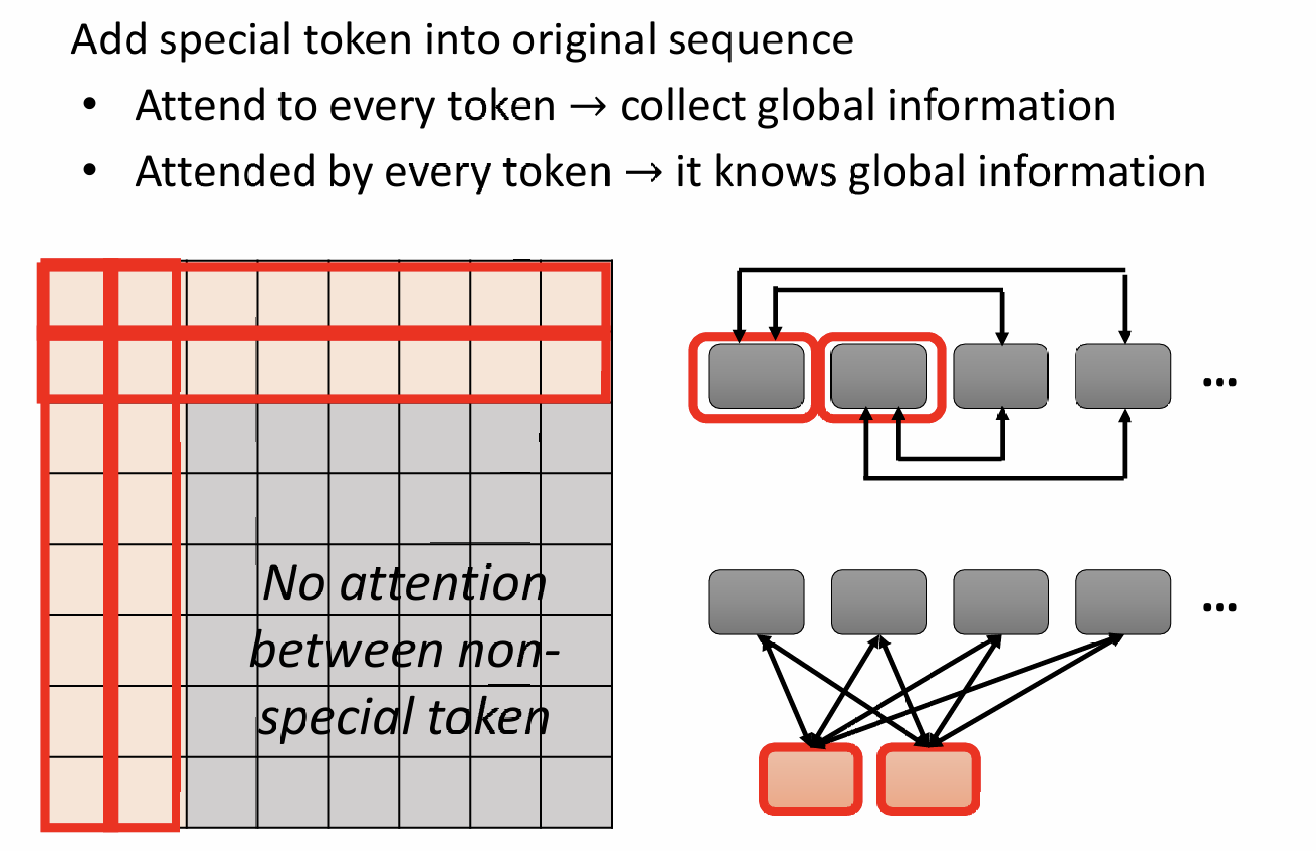 Add special token into original sequence
• Attend to every token → collect global information
• Attended by every token → it knows global information
No attention
between non-
special token
...
...